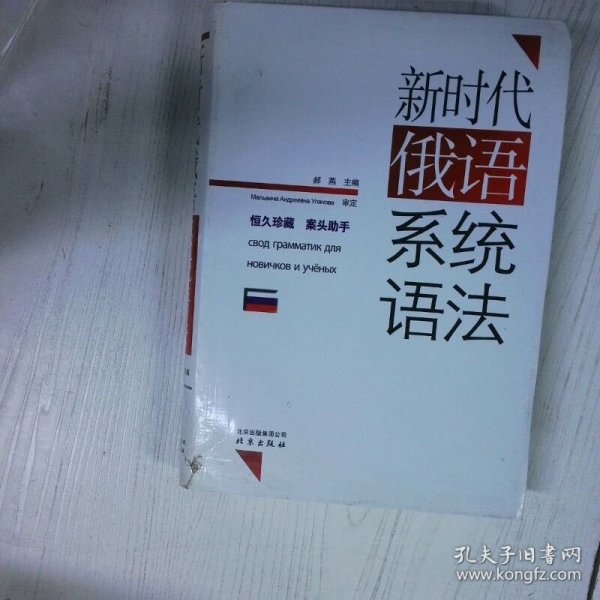 新时代
俄语
系统
语法
郝燕 主编
Мальвина Андреевна Уланова 审定
恒久珍藏 案头助手
свод грамматик для
новичков и учёных
北京出版集团公司
北京出版社
孔夫子旧书网
www.kongfz.com